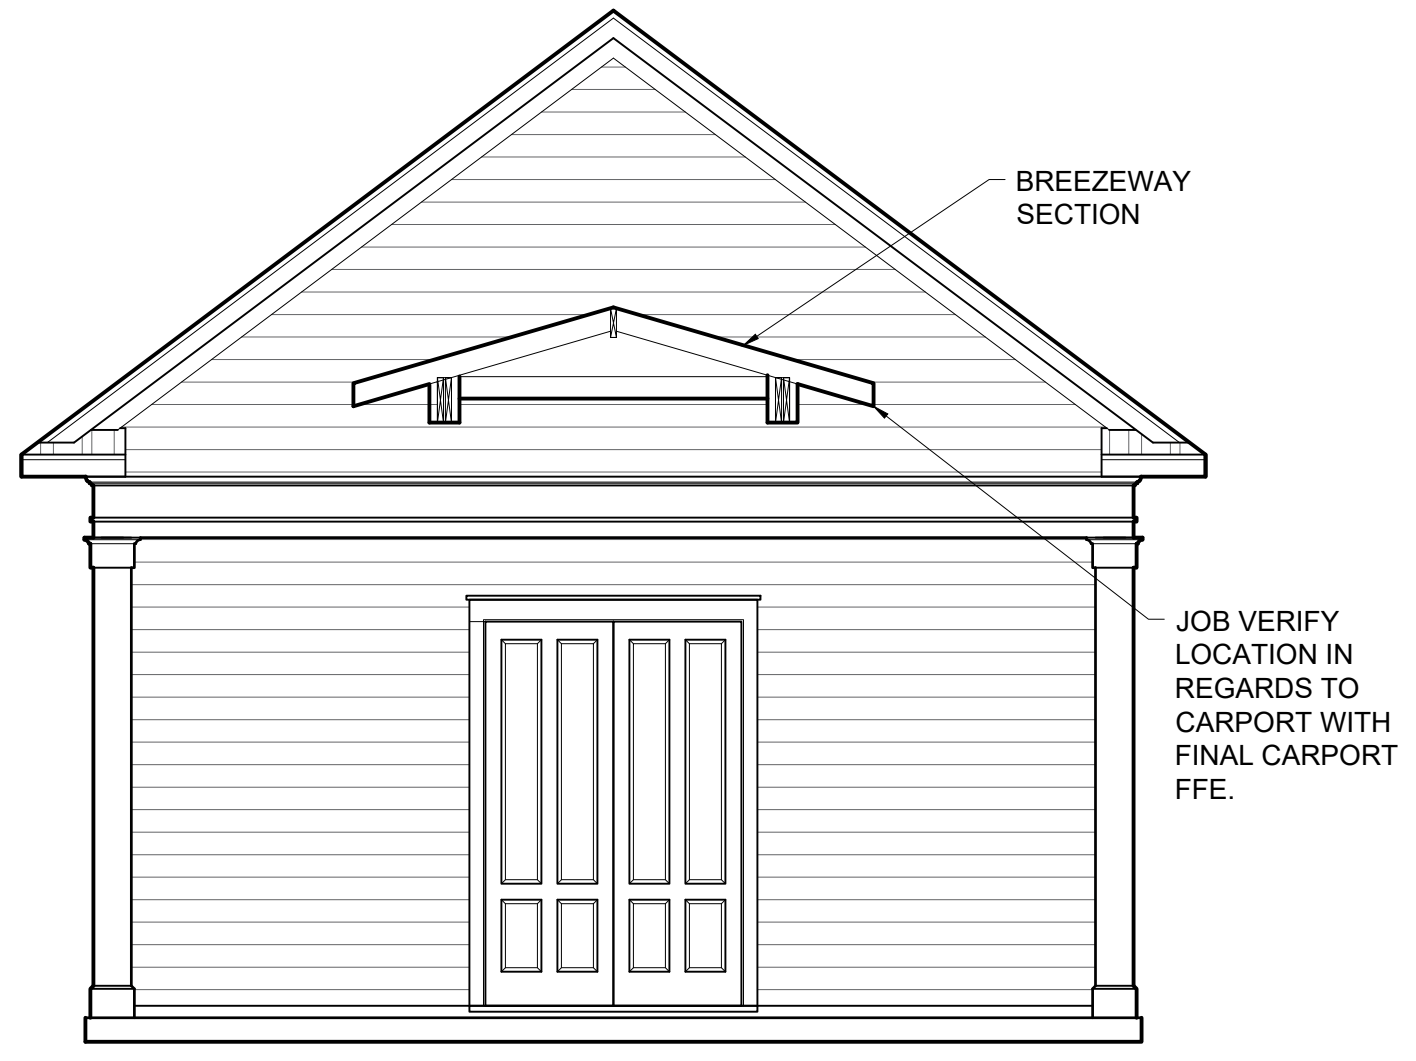 BREEZEWAY
SECTION
JOB VERIFY
LOCATION IN
REGARDS TO
CARPORT WITH
FINAL CARPORT
FFE.